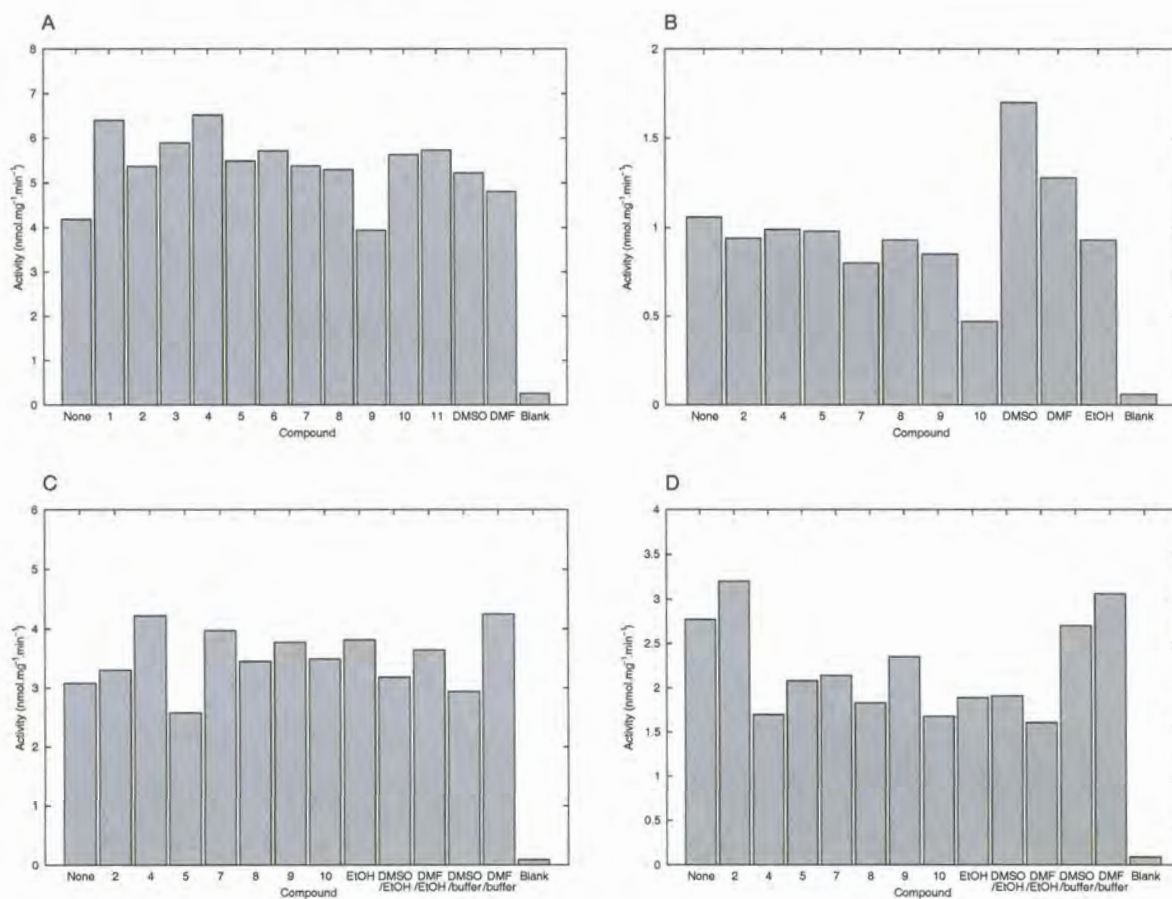 A
8
7
6
5
4
3
2
1
0
Activity (nmol.mg⁻¹.min⁻¹)
None 1 2 3 4 5 6 7 8 9 10 11 DMSO DMF Blank
Compound
B
2
1.5
1
0.5
0
Activity (nmol.mg⁻¹.min⁻¹)
None 2 4 5 7 8 9 10 DMSO DMF EtOH Blank
Compound
C
6
5
4
3
2
1
0
Activity (nmol.mg⁻¹.min⁻¹)
None 2 4 5 7 8 9 10 EtOH DMSO DMF DMSO DMF Blank
/EtOH /EtOH /buffer /buffer
Compound
D
4
3.5
3
2.5
2
1.5
1
0.5
0
Activity (nmol.mg⁻¹.min⁻¹)
None 2 4 5 7 8 9 10 EtOH DMSO DMF DMSO DMF Blank
/EtOH /EtOH /buffer /buffer
Compound